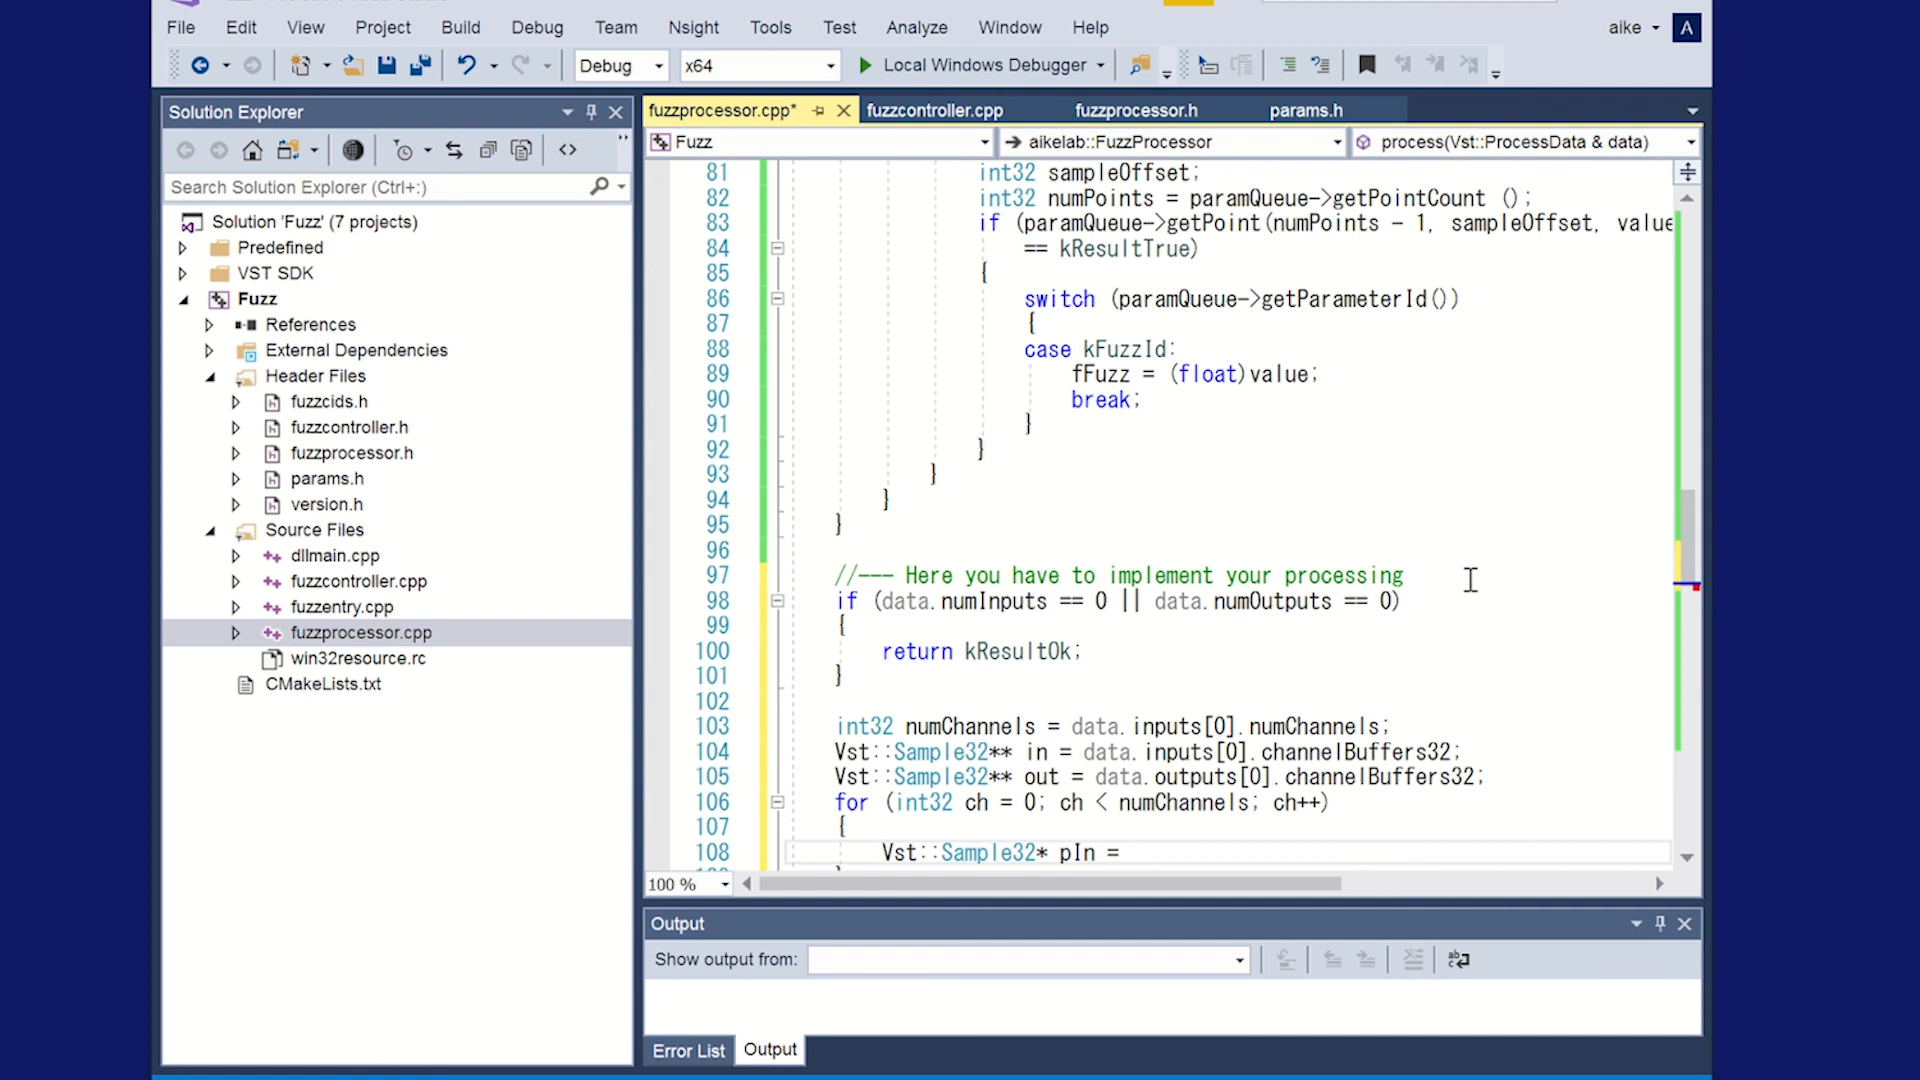 File Edit View Project Build Debug Team Nsight Tools Test Analyze Window Help aike A
Debug x64 Local Windows Debugger
Solution Explorer
Search Solution Explorer (Ctrl+:)
Solution 'Fuzz' (7 projects)
Predefined
VST SDK
Fuzz
References
External Dependencies
Header Files
fuzzcids.h
fuzzcontroller.h
fuzzprocessor.h
params.h
version.h
Source Files
dllmain.cpp
fuzzcontroller.cpp
fuzzentry.cpp
fuzzprocessor.cpp
win32resource.rc
CMakeLists.txt
fuzzprocessor.cpp* fuzzcontroller.cpp fuzzprocessor.h params.h
Fuzz aikelab::FuzzProcessor process(Vst::ProcessData & data)
81 int32 sampleOffset;
82 int32 numPoints = paramQueue->getPointCount ();
83 if (paramQueue->getPoint(numPoints - 1, sampleOffset, value
84 == kResultTrue)
85 {
86 switch (paramQueue->getParameterId())
87 {
88 case kFuzzId:
89 fFuzz = (float)value;
90 break;
91 }
92 }
93 }
94 }
95 }
96
97 //--- Here you have to implement your processing
98 if (data.numInputs == 0 || data.numOutputs == 0)
99 {
100 return kResultOk;
101 }
102
103 int32 numChannels = data.inputs[0].numChannels;
104 Vst::Sample32** in = data.inputs[0].channelBuffers32;
105 Vst::Sample32** out = data.outputs[0].channelBuffers32;
106 for (int32 ch = 0; ch < numChannels; ch++)
107 {
108 Vst::Sample32* pIn =
100 %
Output
Show output from:
Error List Output